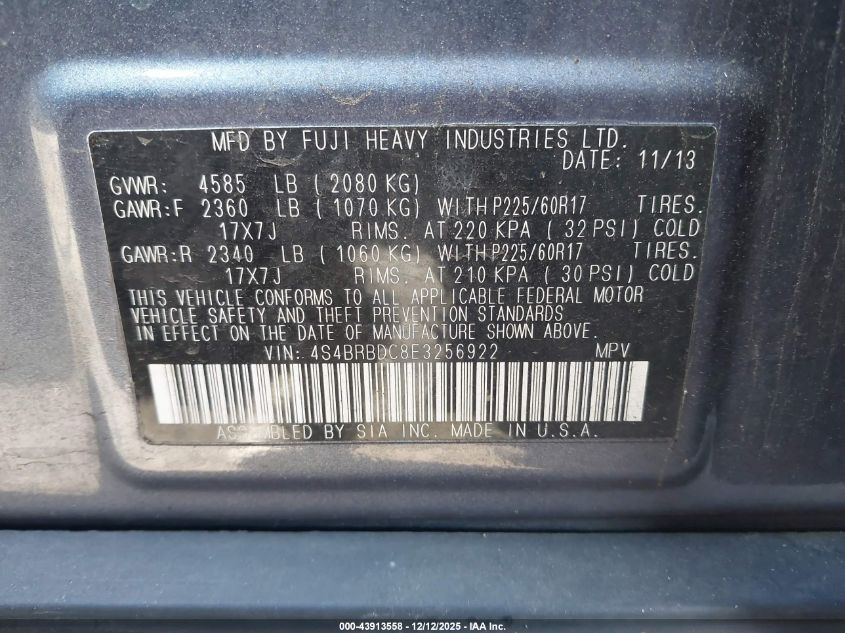 MFD BY FUJI HEAVY INDUSTRIES LTD.
DATE: 11/13
GVWR: 4585 LB ( 2080 KG)
GAWR:F 2360 LB ( 1070 KG) WITH P225/60R17 TIRES.
17X7J RIMS. AT 220 KPA ( 32 PSI) COLD
GAWR:R 2340 LB ( 1060 KG) WITH P225/60R17 TIRES.
17X7J RIMS. AT 210 KPA ( 30 PSI) COLD
THIS VEHICLE CONFORMS TO ALL APPLICABLE FEDERAL MOTOR
VEHICLE SAFETY AND THEFT PREVENTION STANDARDS
IN EFFECT ON THE DATE OF MANUFACTURE SHOWN ABOVE.
VIN: 4S4BRBDC8E3256922 MPV
ASSEMBLED BY SIA INC. MADE IN U.S.A.
000-43913558 - 12/12/2025 - IAA Inc.